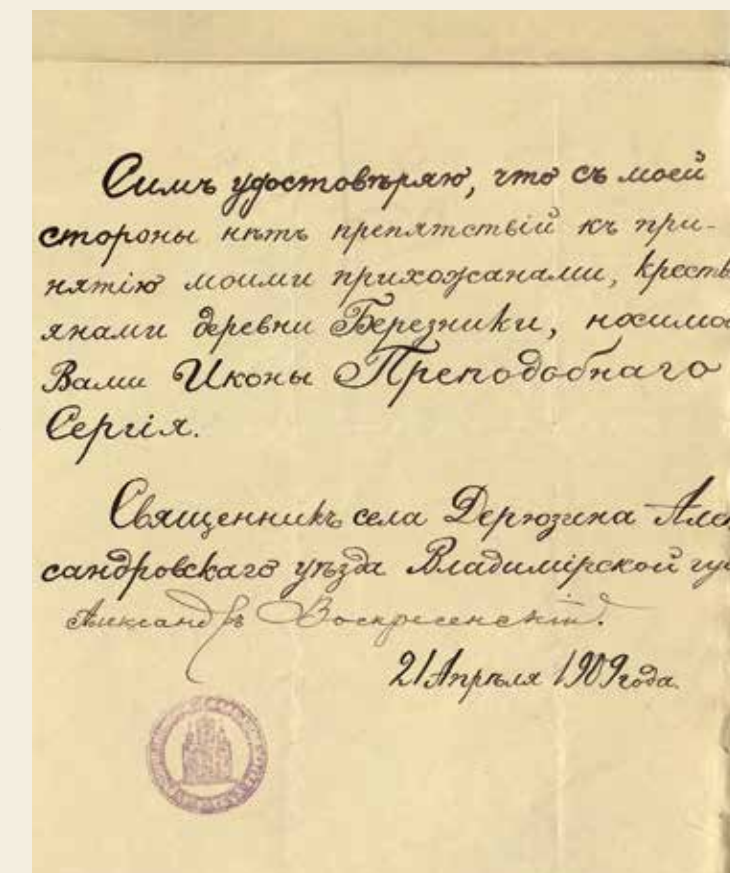 Симъ удостовѣряю, что съ моей
стороны нѣтъ препятствій къ при-
нятію моими прихожанами, кресть
янами деревни Березники, носимо
Вами Иконы Преподобнаго
Сергія.
Священникъ села Дерюзина Алек
сандровскаго уѣзда Владимірской гу
Александръ Воскресенскій.
21 Апрѣля 1909 года.